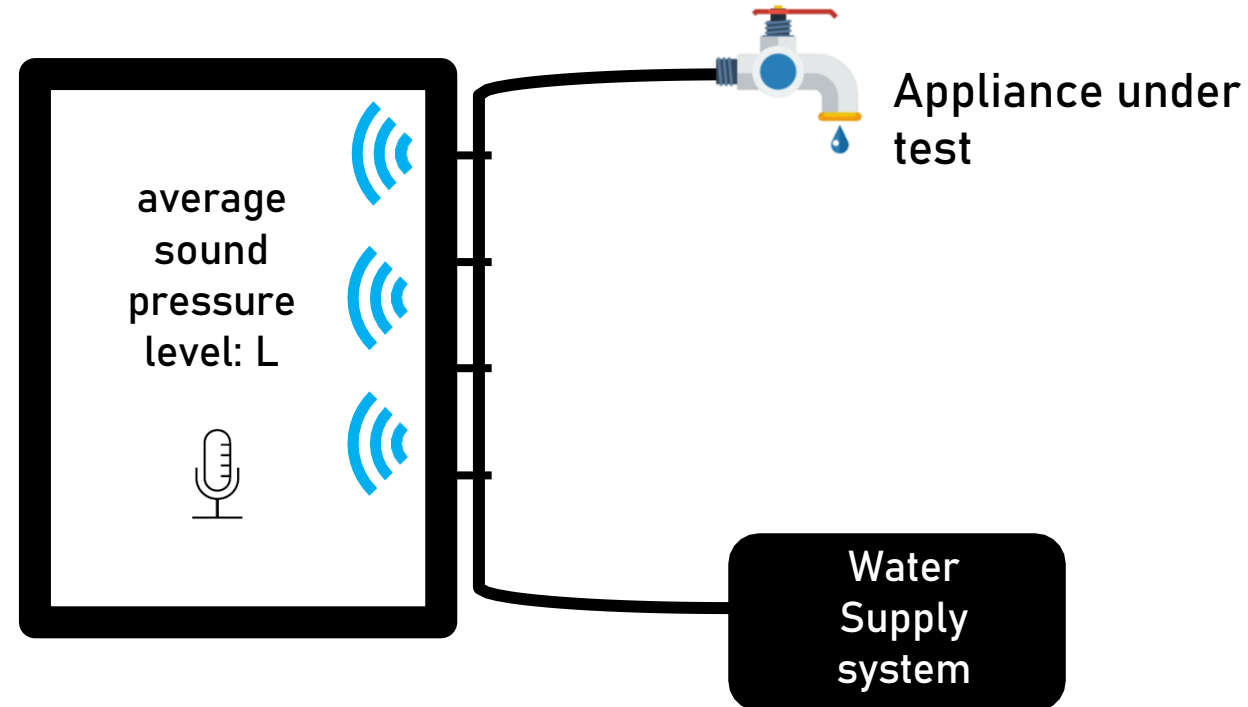 Appliance under
test
average
sound
pressure
level: L
Water
Supply
system